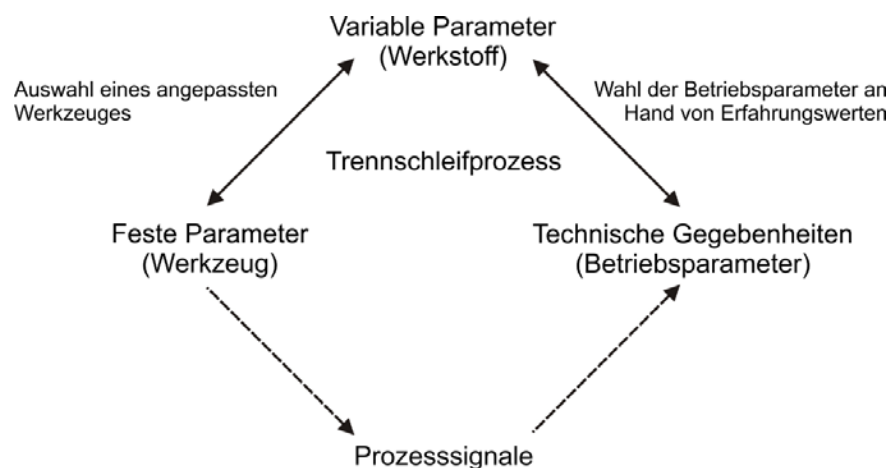 Variable Parameter
(Werkstoff)
Auswahl eines angepassten
Werkzeuges
Wahl der Betriebsparameter an
Hand von Erfahrungswerten
Trennschleifprozess
Feste Parameter
(Werkzeug)
Technische Gegebenheiten
(Betriebsparameter)
Prozesssignale